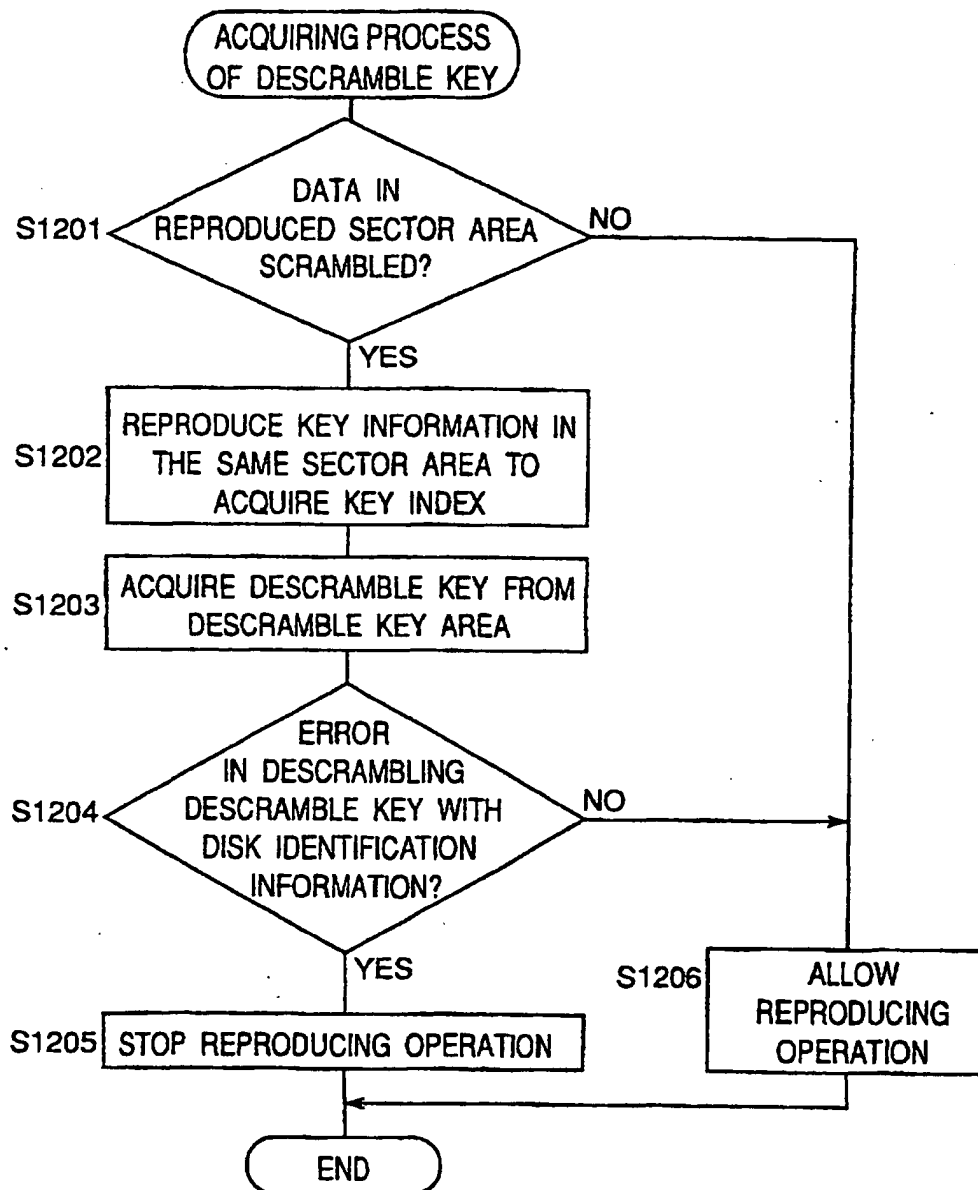 ACQUIRING PROCESS
OF DESCRAMBLE KEY
S1201
DATA IN
REPRODUCED SECTOR AREA
SCRAMBLED?
NO
YES
S1202
REPRODUCE KEY INFORMATION IN
THE SAME SECTOR AREA TO
ACQUIRE KEY INDEX
S1203
ACQUIRE DESCRAMBLE KEY FROM
DESCRAMBLE KEY AREA
S1204
ERROR
IN DESCRAMBLING
DESCRAMBLE KEY WITH
DISK IDENTIFICATION
INFORMATION?
NO
YES
S1205
STOP REPRODUCING OPERATION
S1206
ALLOW
REPRODUCING
OPERATION
END